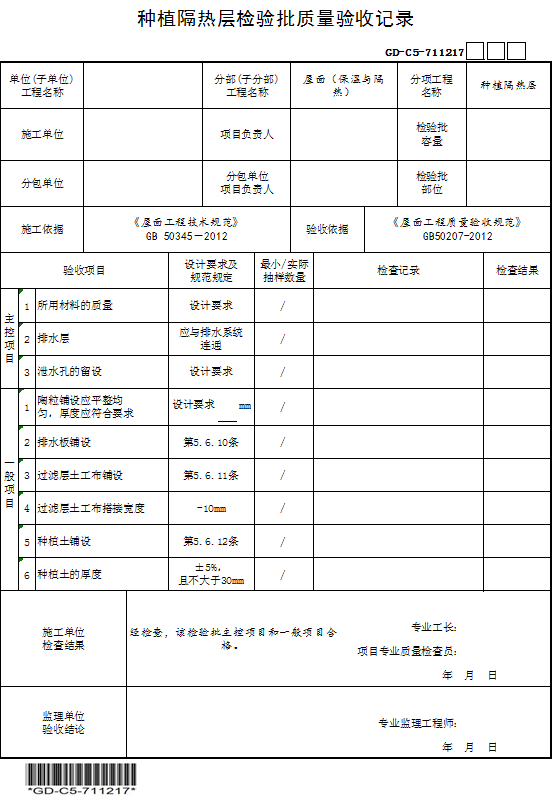 种植隔热层检验批质量验收记录
GD-C5-711217
单位(子单位)
工程名称
分部(子分部)
工程名称
屋面（保温与隔
热）
分项工程
名称
种植隔热层
施工单位
项目负责人
检验批
容量
分包单位
分包单位
项目负责人
检验批
部位
施工依据
《屋面工程技术规范》
GB 50345－2012
验收依据
《屋面工程质量验收规范》
GB50207-2012
验收项目
设计要求及
规范规定
最小/实际
抽样数量
检查记录
检查结果
主控项目
1 所用材料的质量 设计要求 /
2 排水层 应与排水系统
连通 /
3 泄水孔的留设 设计要求 /
一般项目
1 陶粒铺设应平整均
匀，厚度应符合要求 设计要求 ___ mm /
2 排水板铺设 第5.6.10条 /
3 过滤层土工布铺设 第5.6.11条 /
4 过滤层土工布搭接宽度 -10mm /
5 种植土铺设 第5.6.12条 /
6 种植土的厚度 ±5%，
且不大于30mm /
施工单位
检查结果
经检查，该检验批主控项目和一般项目合
格。
专业工长：
项目专业质量检查员：
年 月 日
监理单位
验收结论
专业监理工程师：
年 月 日
*GD-C5-711217*